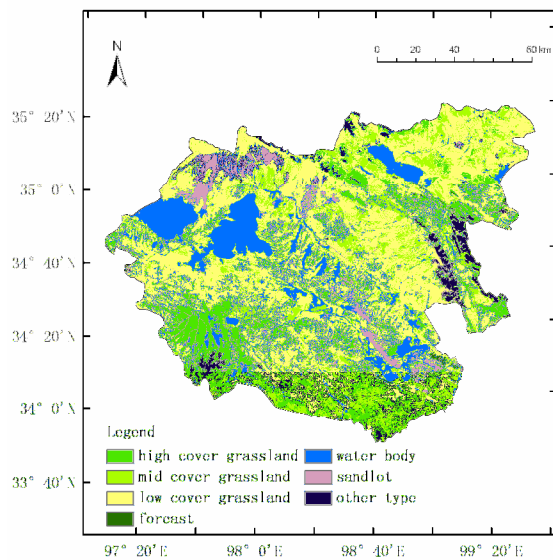 N
0 20 40 60 km
35° 20'N
35° 0'N
34° 40'N
34° 20'N
34° 0'N
33° 40'N
Legend
high cover grassland water body
mid cover grassland sandlot
low cover grassland other type
forcast
97° 20'E 98° 0'E 98° 40'E 99° 20'E